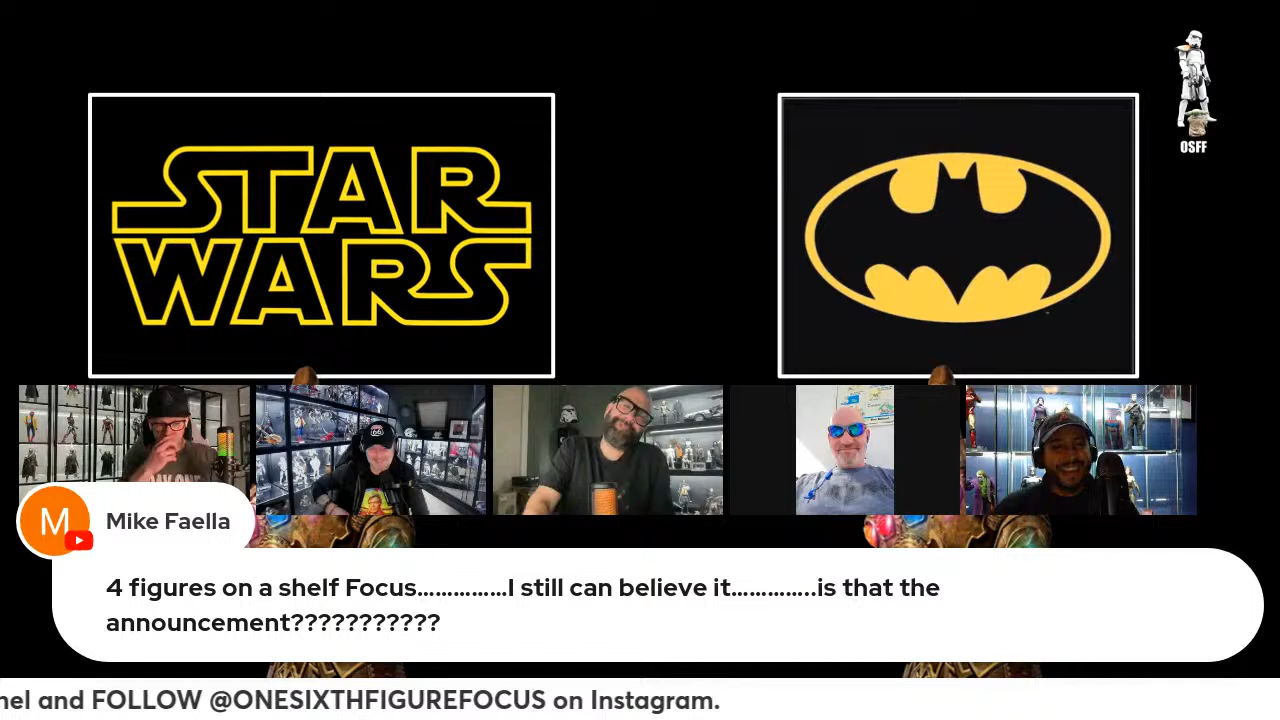 STAR
WARS
OSFF
M
Mike Faella
4 figures on a shelf Focus...............I still can believe it..............is that the
announcement???????????
nel and FOLLOW @ONESIXTHFIGUREFOCUS on Instagram.